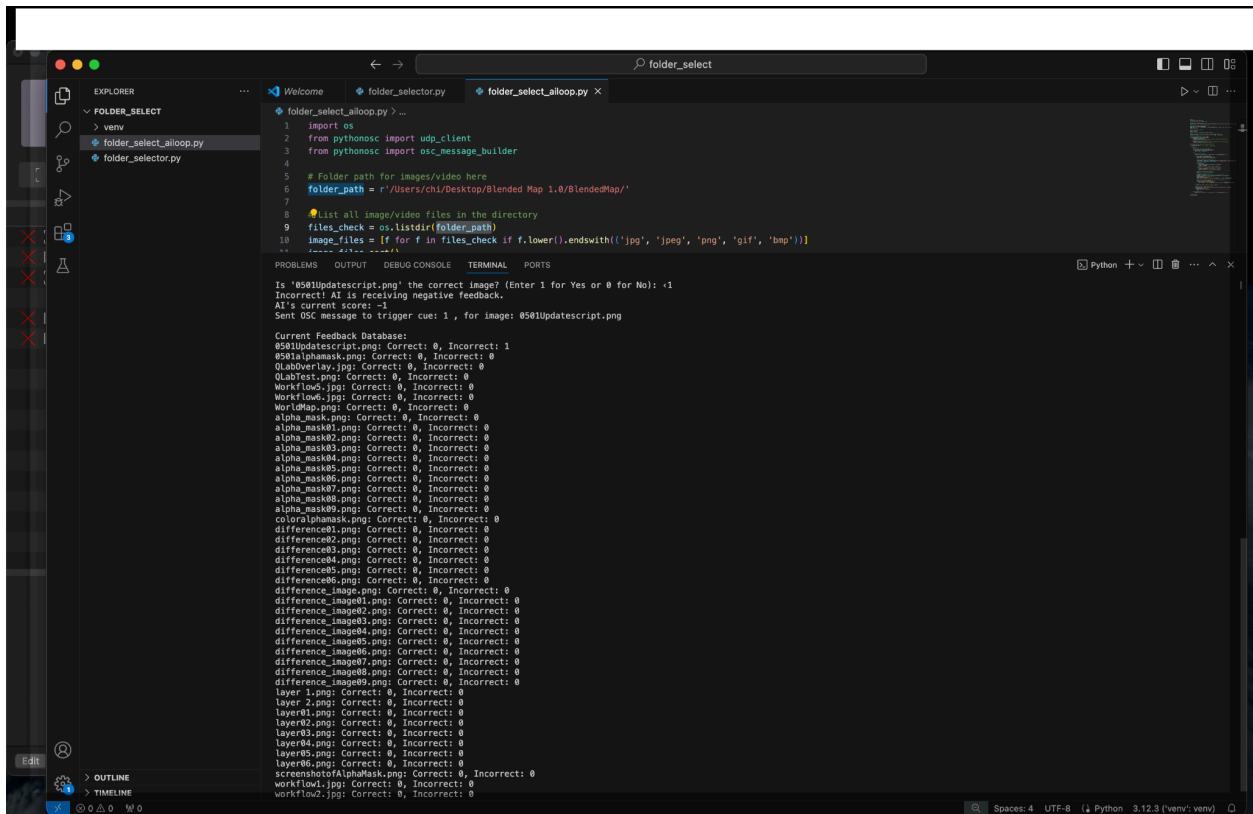 folder_select
EXPLORER
Welcome
folder_selector.py
folder_select_ailoop.py
FOLDER_SELECT
venv
folder_select_ailoop.py
folder_selector.py
folder_select_ailoop.py > ...
1 import os
2 from pythonosc import udp_client
3 from pythonosc import osc_message_builder
4
5 # Folder path for images/video here
6 folder_path = r'/Users/chi/Desktop/Blended Map 1.0/BlendedMap/'
7
8 #List all image/video files in the directory
9 files_check = os.listdir(folder_path)
10 image_files = [f for f in files_check if f.lower().endswith(('jpg', 'jpeg', 'png', 'gif', 'bmp'))]
PROBLEMS OUTPUT DEBUG CONSOLE TERMINAL PORTS
Python
Is '0501Updatescript.png' the correct image? (Enter 1 for Yes or 0 for No): <1
Incorrect! AI is receiving negative feedback.
AI's current score: -1
Sent OSC message to trigger cue: 1 , for image: 0501Updatescript.png
Current Feedback Database:
0501Updatescript.png: Correct: 0, Incorrect: 1
0501alphamask.png: Correct: 0, Incorrect: 0
QLabOverlay.jpg: Correct: 0, Incorrect: 0
QLabTest.png: Correct: 0, Incorrect: 0
Workflow5.jpg: Correct: 0, Incorrect: 0
Workflow6.jpg: Correct: 0, Incorrect: 0
WorldMap.png: Correct: 0, Incorrect: 0
alpha_mask.png: Correct: 0, Incorrect: 0
alpha_mask01.png: Correct: 0, Incorrect: 0
alpha_mask02.png: Correct: 0, Incorrect: 0
alpha_mask03.png: Correct: 0, Incorrect: 0
alpha_mask04.png: Correct: 0, Incorrect: 0
alpha_mask05.png: Correct: 0, Incorrect: 0
alpha_mask06.png: Correct: 0, Incorrect: 0
alpha_mask07.png: Correct: 0, Incorrect: 0
alpha_mask08.png: Correct: 0, Incorrect: 0
alpha_mask09.png: Correct: 0, Incorrect: 0
coloralphamask.png: Correct: 0, Incorrect: 0
difference01.png: Correct: 0, Incorrect: 0
difference02.png: Correct: 0, Incorrect: 0
difference03.png: Correct: 0, Incorrect: 0
difference04.png: Correct: 0, Incorrect: 0
difference05.png: Correct: 0, Incorrect: 0
difference06.png: Correct: 0, Incorrect: 0
difference_image.png: Correct: 0, Incorrect: 0
difference_image01.png: Correct: 0, Incorrect: 0
difference_image02.png: Correct: 0, Incorrect: 0
difference_image03.png: Correct: 0, Incorrect: 0
difference_image04.png: Correct: 0, Incorrect: 0
difference_image05.png: Correct: 0, Incorrect: 0
difference_image06.png: Correct: 0, Incorrect: 0
difference_image07.png: Correct: 0, Incorrect: 0
difference_image08.png: Correct: 0, Incorrect: 0
difference_image09.png: Correct: 0, Incorrect: 0
layer 1.png: Correct: 0, Incorrect: 0
layer 2.png: Correct: 0, Incorrect: 0
layer01.png: Correct: 0, Incorrect: 0
layer02.png: Correct: 0, Incorrect: 0
layer03.png: Correct: 0, Incorrect: 0
layer04.png: Correct: 0, Incorrect: 0
layer05.png: Correct: 0, Incorrect: 0
layer06.png: Correct: 0, Incorrect: 0
screenshotofAlphaMask.png: Correct: 0, Incorrect: 0
workflow1.jpg: Correct: 0, Incorrect: 0
workflow2.jpg: Correct: 0, Incorrect: 0
3
Edit
OUTLINE
TIMELINE
1
0 0 0
Spaces: 4 UTF-8 Python 3.12.3 ('venv': venv)